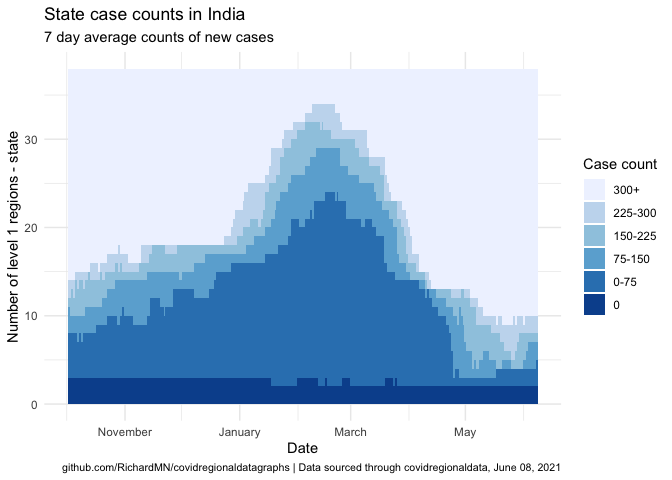 State case counts in India
7 day average counts of new cases
Number of level 1 regions - state
30
20
10
0
November
January
March
May
Date
Case count
300+
225-300
150-225
75-150
0-75
0
github.com/RichardMN/covidregionaldatagraphs | Data sourced through covidregionaldata, June 08, 2021